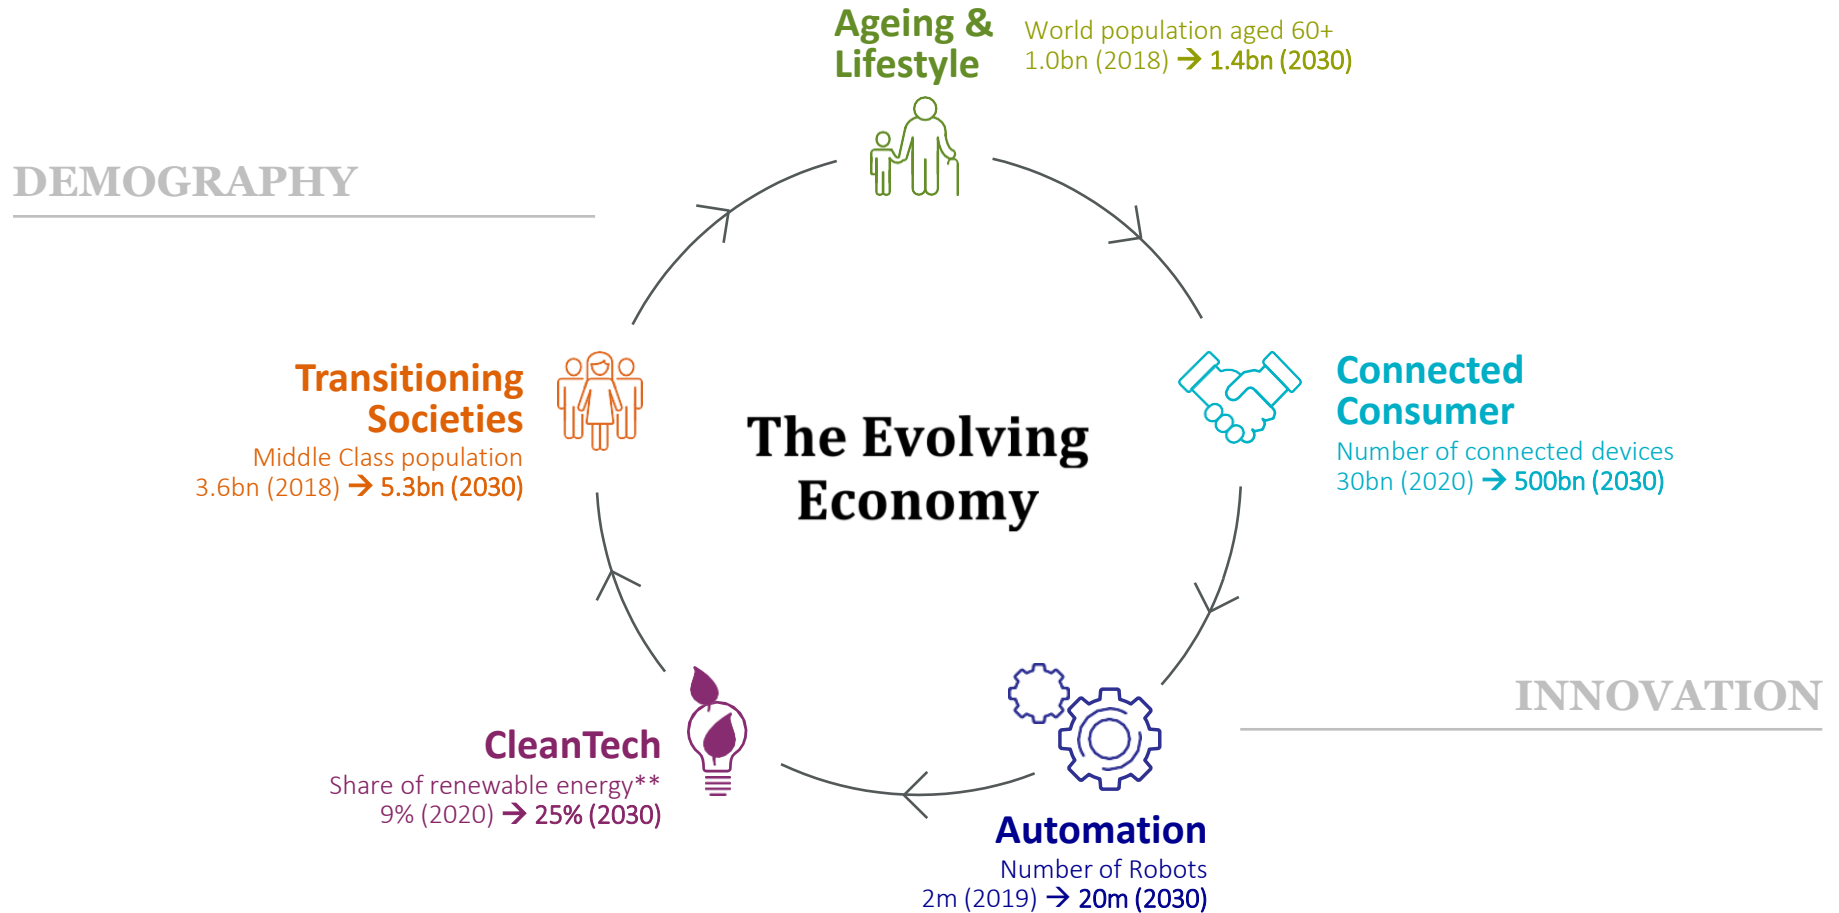 Ageing &
Lifestyle
World population aged 60+
1.0bn (2018) → 1.4bn (2030)
DEMOGRAPHY
Transitioning
Societies
Middle Class population
3.6bn (2018) → 5.3bn (2030)
The Evolving
Economy
Connected
Consumer
Number of connected devices
30bn (2020) → 500bn (2030)
INNOVATION
CleanTech
Share of renewable energy**
9% (2020) → 25% (2030)
Automation
Number of Robots
2m (2019) → 20m (2030)